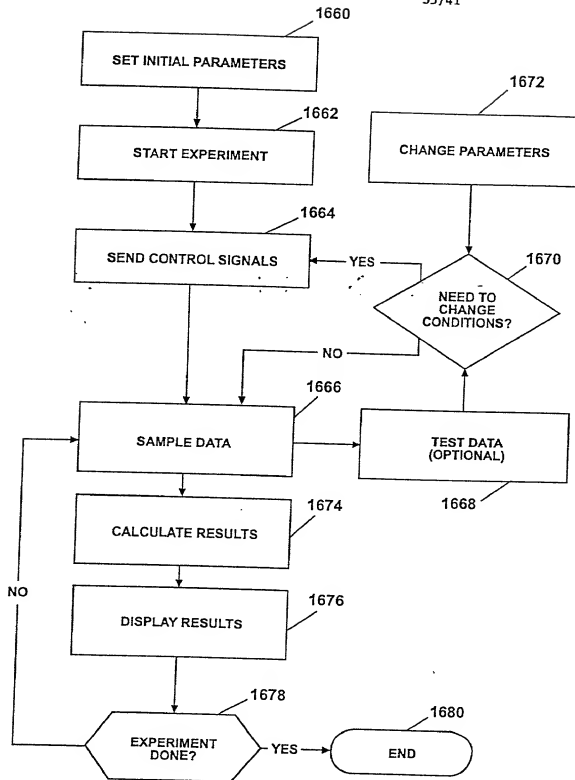 1660
SET INITIAL PARAMETERS
1662
START EXPERIMENT
1672
CHANGE PARAMETERS
1664
SEND CONTROL SIGNALS
YES
1670
NEED TO
CHANGE
CONDITIONS?
NO
1666
SAMPLE DATA
TEST DATA
(OPTIONAL)
1668
1674
CALCULATE RESULTS
NO
1676
DISPLAY RESULTS
1678
EXPERIMENT
DONE?
YES
1680
END